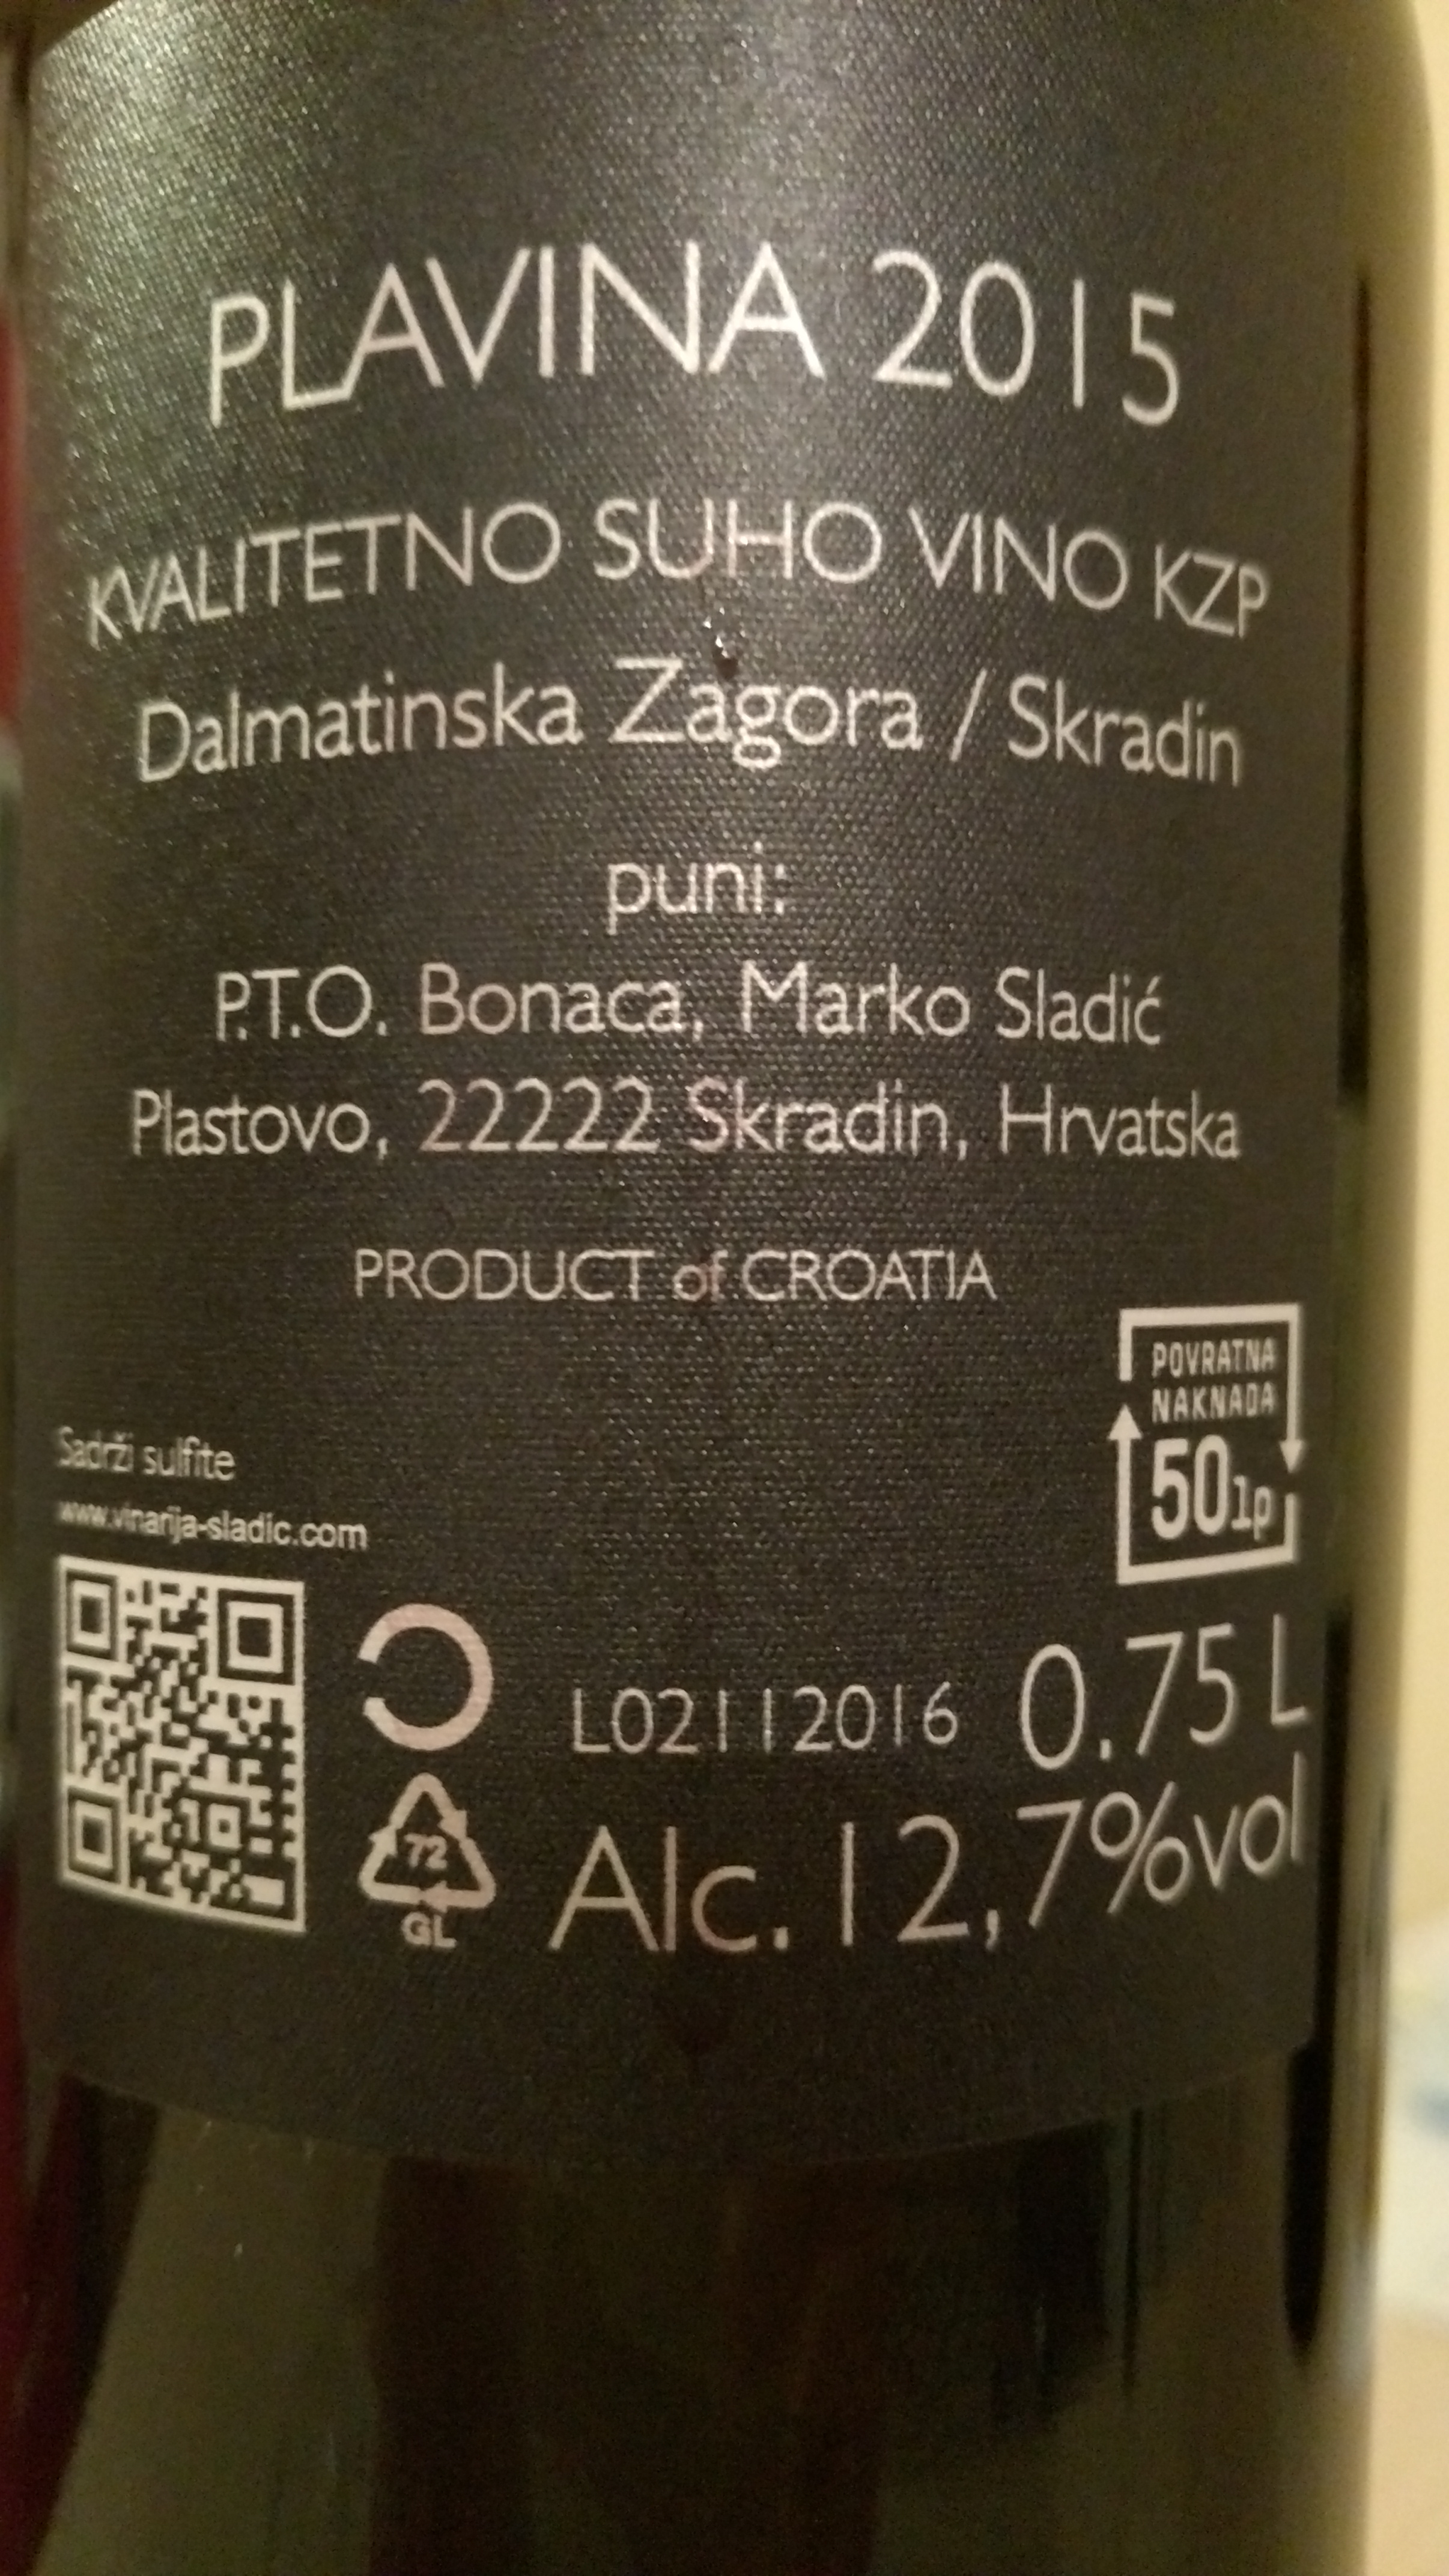 PLAVINA 2015
KVALITETNO SUHO VINO KZP
Dalmatinska Zagora / Skradin
puni:
P.T.O. Bonaca, Marko Sladić
Plastovo, 22222 Skradin, Hrvatska
PRODUCT of CROATIA
POVRATNA
NAKNADA
50lp
Sadrži sulfite
www.vinarija-sladic.com
L02112016 0.75 L
72
GL
Alc. 12,7%vol